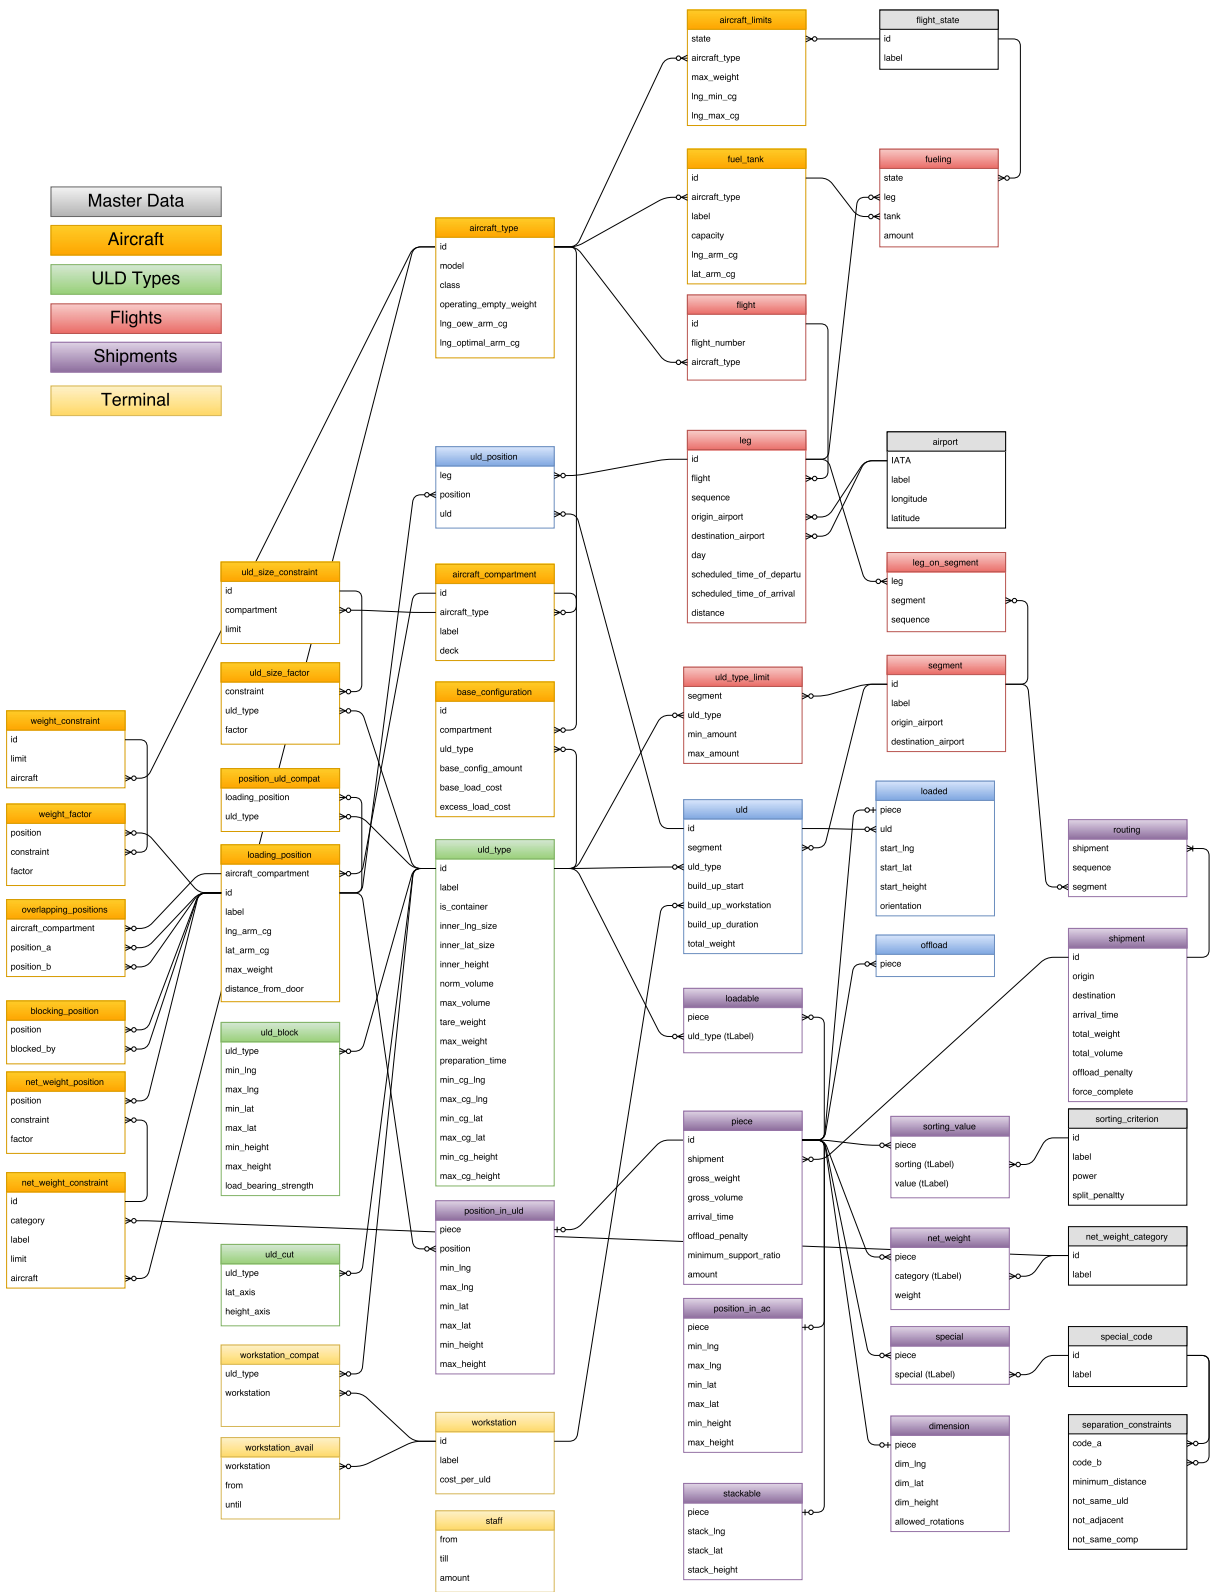 Master Data
Aircraft
ULD Types
Flights
Shipments
Terminal
aircraft_limits
state
aircraft_type
max_weight
lng_min_cg
lng_max_cg
flight_state
id
label
fuel_tank
id
aircraft_type
label
capacity
lng_arm_cg
lat_arm_cg
fueling
state
leg
tank
amount
aircraft_type
id
model
class
operating_empty_weight
lng_oew_arm_cg
lng_optimal_arm_cg
flight
id
flight_number
aircraft_type
uld_position
leg
position
uld
leg
id
flight
sequence
origin_airport
destination_airport
day
scheduled_time_of_departu
scheduled_time_of_arrival
distance
airport
IATA
label
longitude
latitude
uld_size_constraint
id
compartment
limit
aircraft_compartment
id
aircraft_type
label
deck
leg_on_segment
leg
segment
sequence
uld_size_factor
constraint
uld_type
factor
base_configuration
id
compartment
uld_type
base_config_amount
base_load_cost
excess_load_cost
uld_type_limit
segment
uld_type
min_amount
max_amount
segment
id
label
origin_airport
destination_airport
weight_constraint
id
limit
aircraft
position_uld_compat
loading_position
uld_type
weight_factor
position
constraint
factor
loading_position
aircraft_compartment
id
label
lng_arm_cg
lat_arm_cg
max_weight
distance_from_door
uld_type
id
label
is_container
inner_lng_size
inner_lat_size
inner_height
norm_volume
max_volume
tare_weight
max_weight
preparation_time
min_cg_lng
max_cg_lng
min_cg_lat
max_cg_lat
min_cg_height
max_cg_height
uld
id
segment
uld_type
build_up_start
build_up_workstation
build_up_duration
total_weight
loaded
piece
uld
start_lng
start_lat
start_height
orientation
routing
shipment
sequence
segment
overlapping_positions
aircraft_compartment
position_a
position_b
offload
piece
shipment
id
origin
destination
arrival_time
total_weight
total_volume
offload_penalty
force_complete
blocking_position
position
blocked_by
uld_block
uld_type
min_lng
max_lng
min_lat
max_lat
min_height
max_height
load_bearing_strength
loadable
piece
uld_type (tLabel)
net_weight_position
position
constraint
factor
piece
id
shipment
gross_weight
gross_volume
arrival_time
offload_penalty
minimum_support_ratio
amount
sorting_value
piece
sorting (tLabel)
value (tLabel)
sorting_criterion
id
label
power
split_penaltty
net_weight_constraint
id
category
label
limit
aircraft
position_in_uld
piece
position
min_lng
max_lng
min_lat
max_lat
min_height
max_height
net_weight
piece
category (tLabel)
weight
net_weight_category
id
label
uld_cut
uld_type
lat_axis
height_axis
position_in_ac
piece
min_lng
max_lng
min_lat
max_lat
min_height
max_height
special
piece
special (tLabel)
special_code
id
label
workstation_compat
uld_type
workstation
workstation
id
label
cost_per_uld
dimension
piece
dim_lng
dim_lat
dim_height
allowed_rotations
separation_constraints
code_a
code_b
minimum_distance
not_same_uld
not_adjacent
not_same_comp
workstation_avail
workstation
from
until
stackable
piece
stack_lng
stack_lat
stack_height
staff
from
till
amount